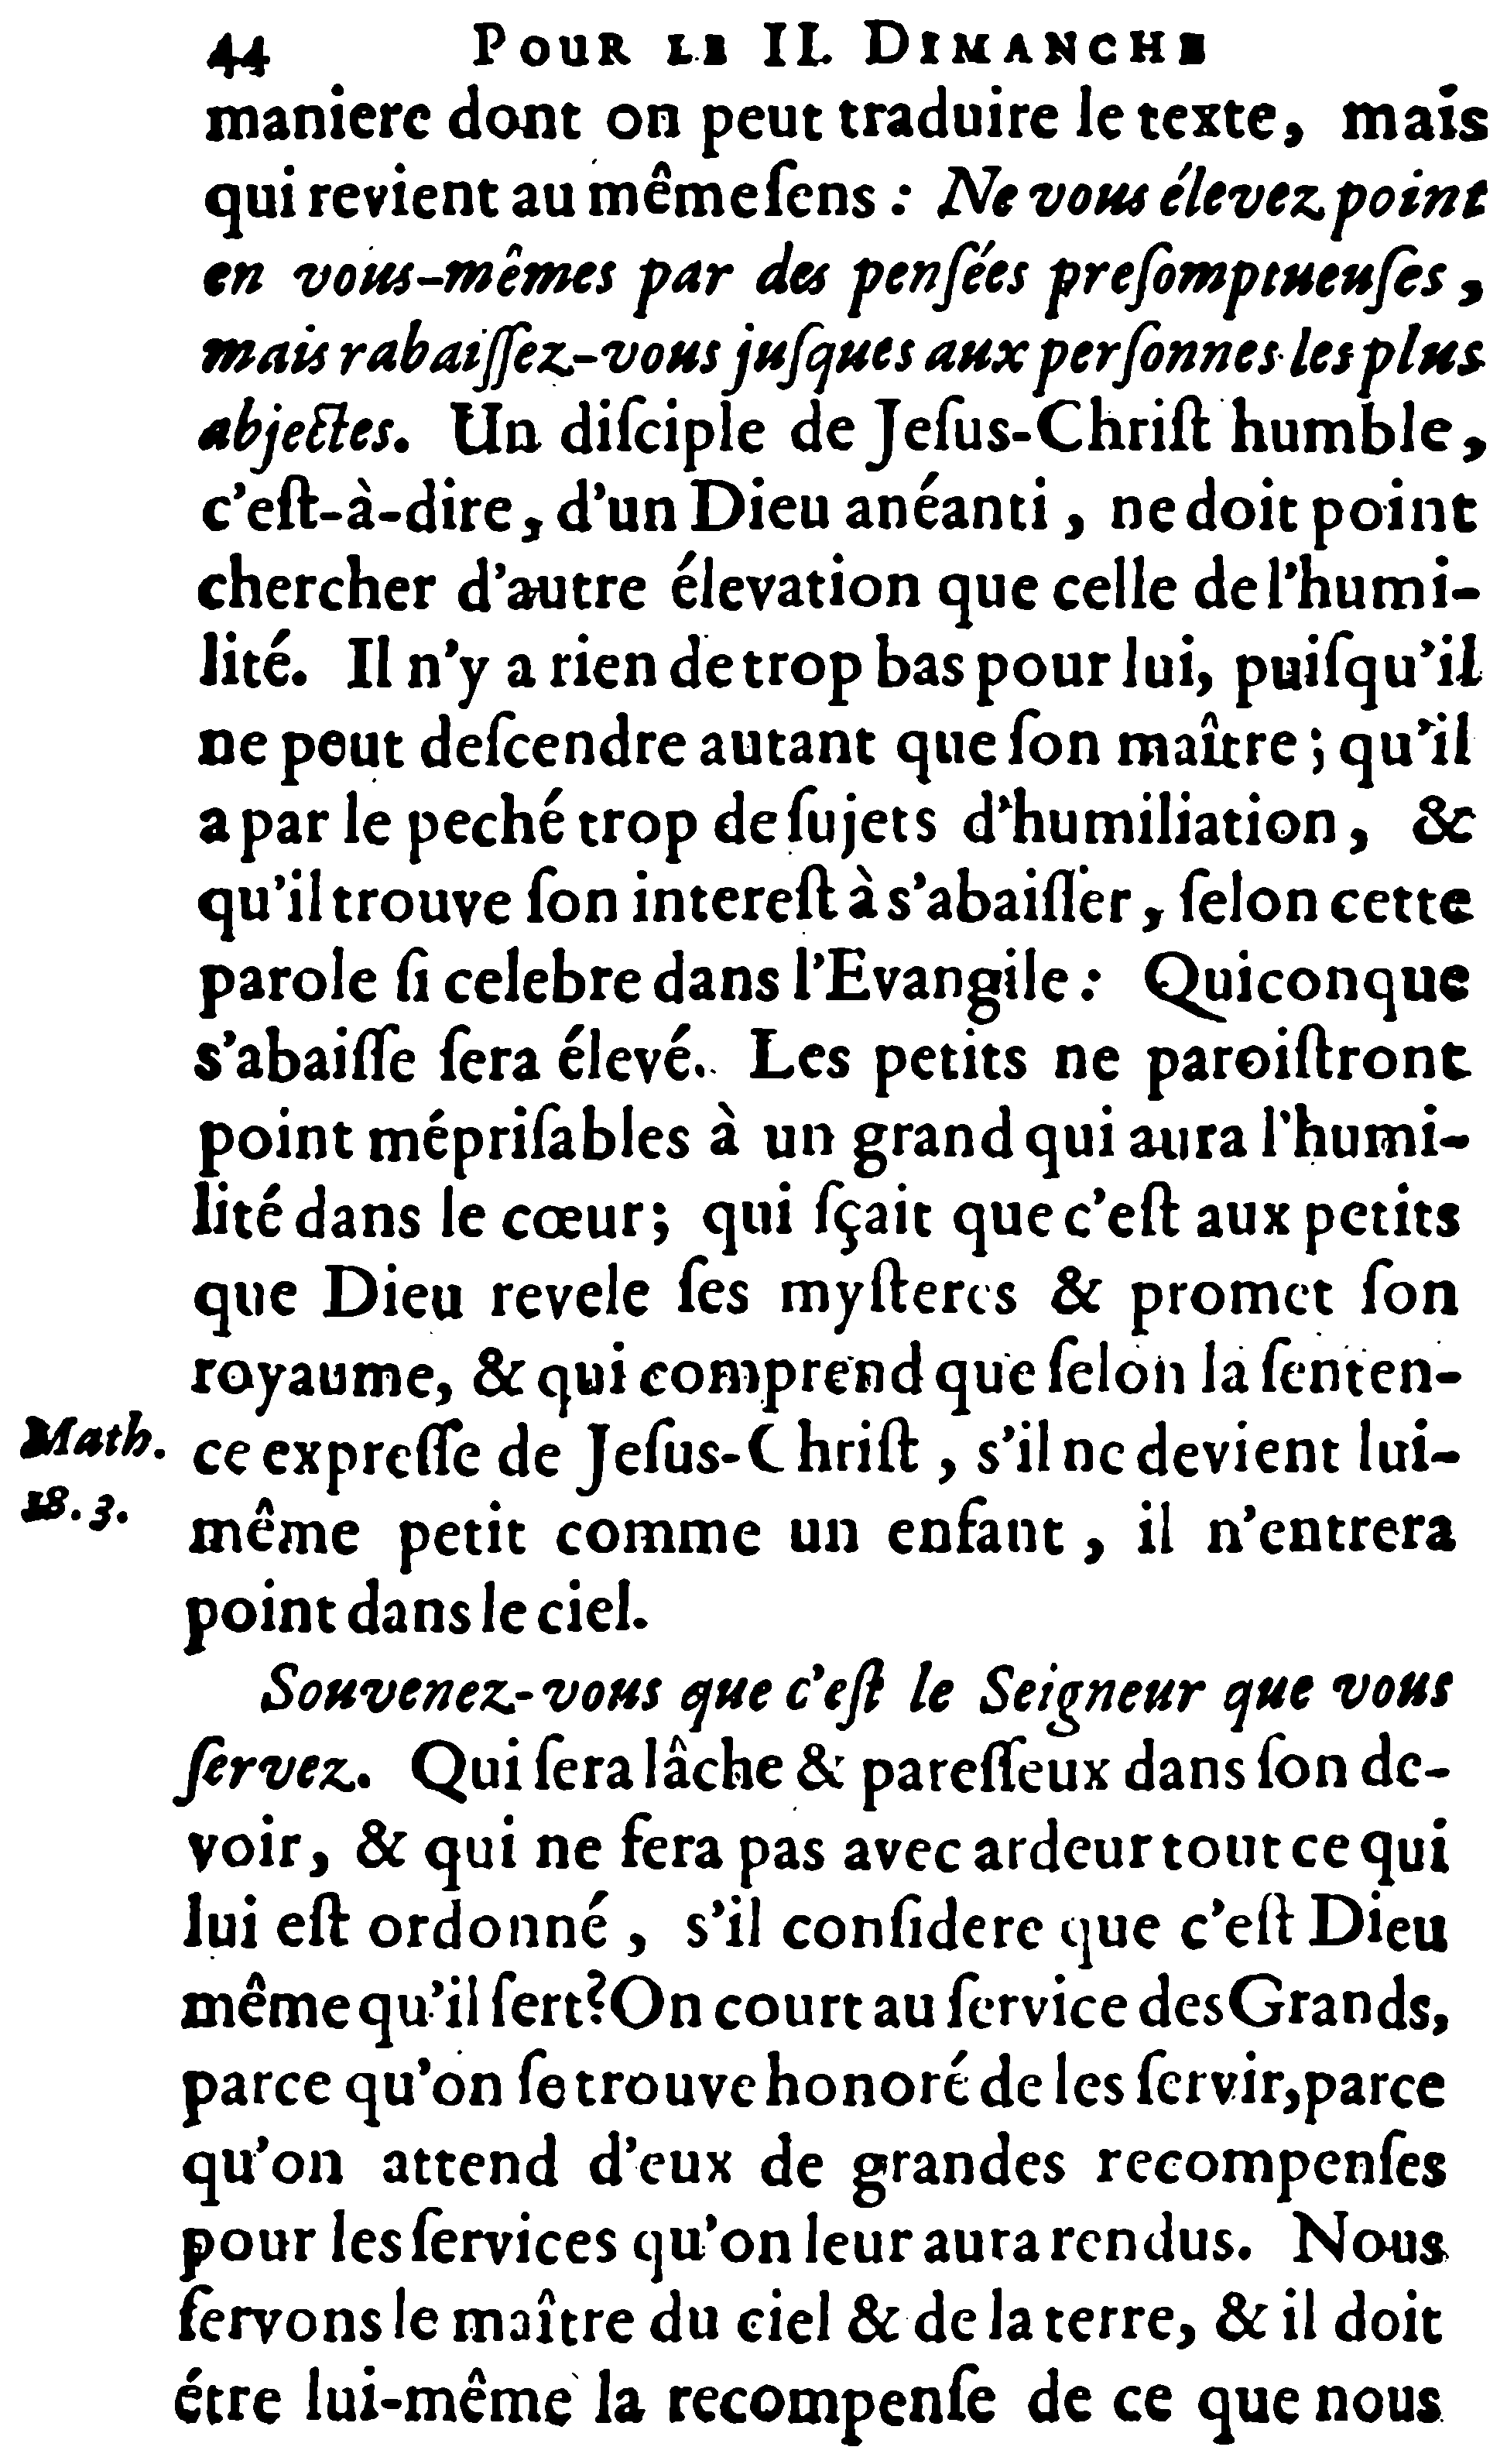 44 POUR LE II. DIMANCHE
maniere dont on peut traduire le texte, mais
qui revient au même ſens : Ne vous élevez point
en vous-mêmes par des penſées preſomptueuſes,
mais rabaiſſez-vous juſques aux perſonnes les plus
abjectes. Un diſciple de Jeſus-Chriſt humble,
c'eſt-à-dire, d'un Dieu anéanti, ne doit point
chercher d'autre élevation que celle de l'humi-
lité. Il n'y a rien de trop bas pour lui, puiſqu'il
ne peut deſcendre autant que ſon maître; qu'il
a par le peché trop de ſujets d'humiliation, &
qu'il trouve ſon intereſt à s'abaiſſer, ſelon cette
parole ſi celebre dans l'Evangile: Quiconque
s'abaiſſe ſera élevé. Les petits ne paroiſtront
point mépriſables à un grand qui aura l'humi-
lité dans le cœur; qui ſçait que c'eſt aux petits
que Dieu revele ſes myſteres & promet ſon
royaume, & qui comprend que ſelon la ſenten-
Math. ce expreſſe de Jeſus-Chriſt, s'il ne devient lui-
18. 3. même petit comme un enfant, il n'entrera
point dans le ciel.
Souvenez-vous que c'eſt le Seigneur que vous
ſervez. Qui ſera lâche & pareſſeux dans ſon de-
voir, & qui ne fera pas avec ardeur tout ce qui
lui eſt ordonné, s'il conſidere que c'eſt Dieu
même qu'il ſert? On court au ſervice des Grands,
parce qu'on ſe trouve honoré de les ſervir, parce
qu'on attend d'eux de grandes recompenſes
pour les ſervices qu'on leur aura rendus. Nous
ſervons le maître du ciel & de la terre, & il doit
étre lui-même la recompenſe de ce que nous